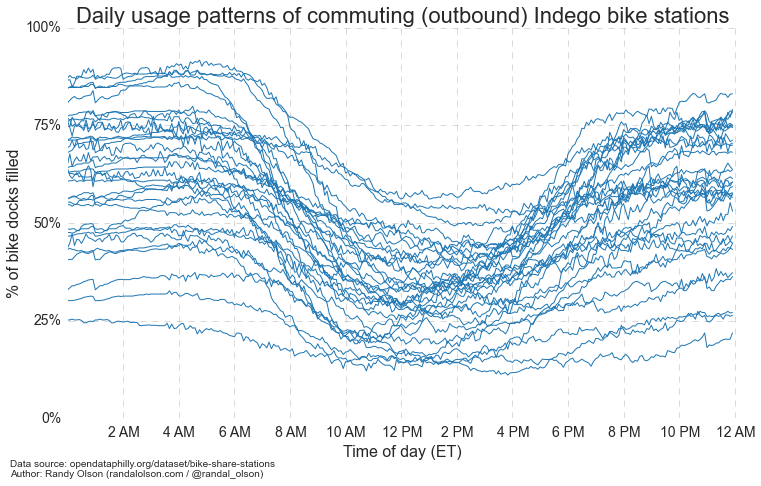 Daily usage patterns of commuting (outbound) Indego bike stations
100%
75%
50%
25%
0%
% of bike docks filled
2 AM 4 AM 6 AM 8 AM 10 AM 12 PM 2 PM 4 PM 6 PM 8 PM 10 PM 12 AM
Time of day (ET)
Data source: opendataphilly.org/dataset/bike-share-stations
Author: Randy Olson (randalolson.com / @randal_olson)